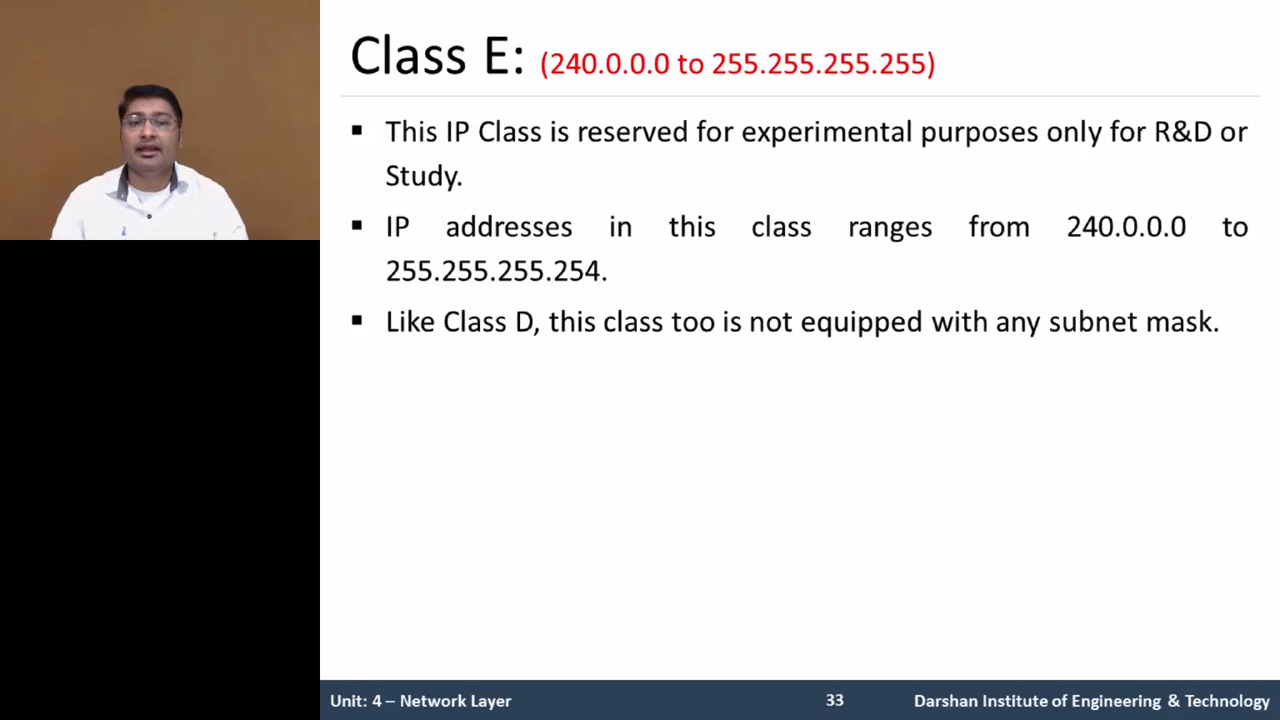 Class E: (240.0.0.0 to 255.255.255.255)
▪ This IP Class is reserved for experimental purposes only for R&D or
Study.
▪ IP addresses in this class ranges from 240.0.0.0 to
255.255.255.254.
▪ Like Class D, this class too is not equipped with any subnet mask.
Unit: 4 – Network Layer 33 Darshan Institute of Engineering & Technology